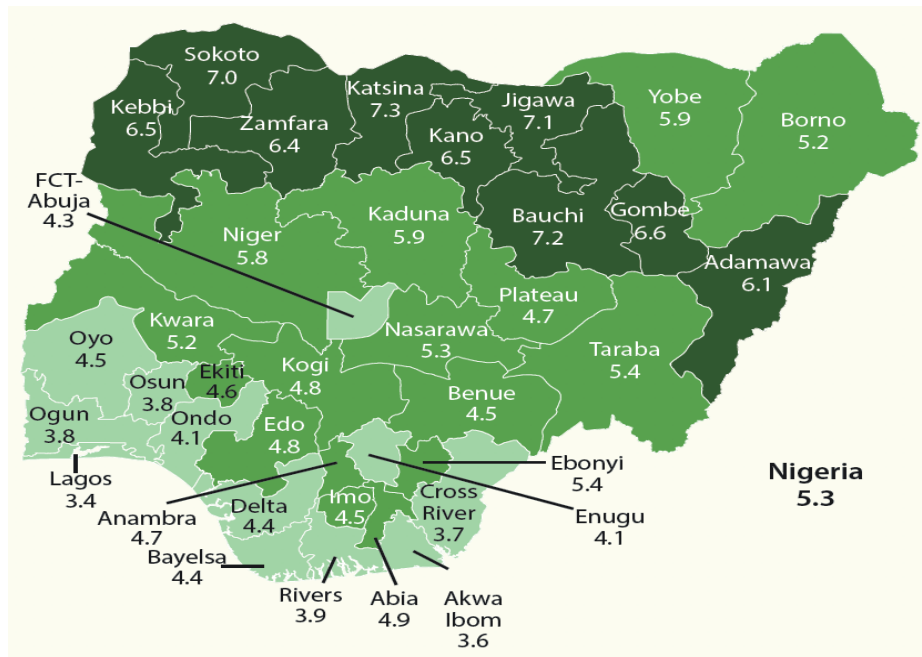 Sokoto
7.0
Katsina
7.3
Jigawa
7.1
Yobe
5.9
Borno
5.2
Kebbi
6.5
Zamfara
6.4
Kano
6.5
FCT-
Abuja
4.3
Bauchi
7.2
Gombe
6.6
Kaduna
5.9
Niger
5.8
Adamawa
6.1
Plateau
4.7
Kwara
5.2
Nasarawa
5.3
Taraba
5.4
Oyo
4.5
Ekiti
4.6
Kogi
4.8
Osun
3.8
Benue
4.5
Ogun
3.8
Ondo
4.1
Edo
4.8
Ebonyi
5.4
Nigeria
5.3
Lagos
3.4
Anambra
4.7
Delta
4.4
Imo
4.5
Cross
River
3.7
Enugu
4.1
Bayelsa
4.4
Rivers
3.9
Abia
4.9
Akwa
Ibom
3.6